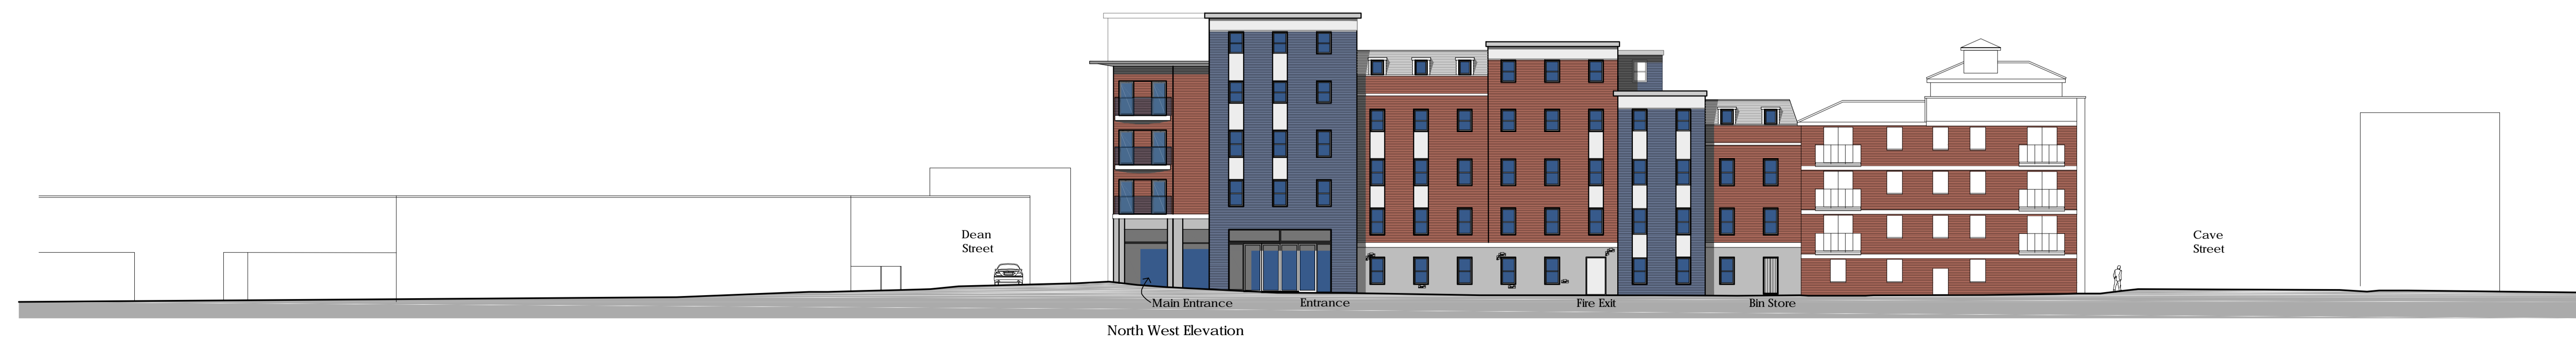 Dean
Street
Cave
Street
Main Entrance
Entrance
Fire Exit
Bin Store
North West Elevation